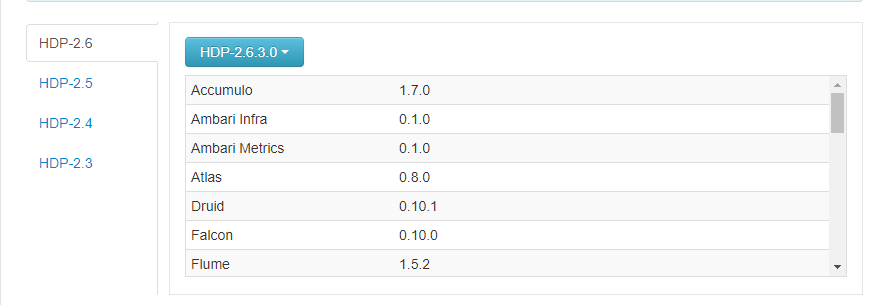 HDP-2.6
HDP-2.5
HDP-2.4
HDP-2.3
HDP-2.6.3.0
Accumulo 1.7.0
Ambari Infra 0.1.0
Ambari Metrics 0.1.0
Atlas 0.8.0
Druid 0.10.1
Falcon 0.10.0
Flume 1.5.2